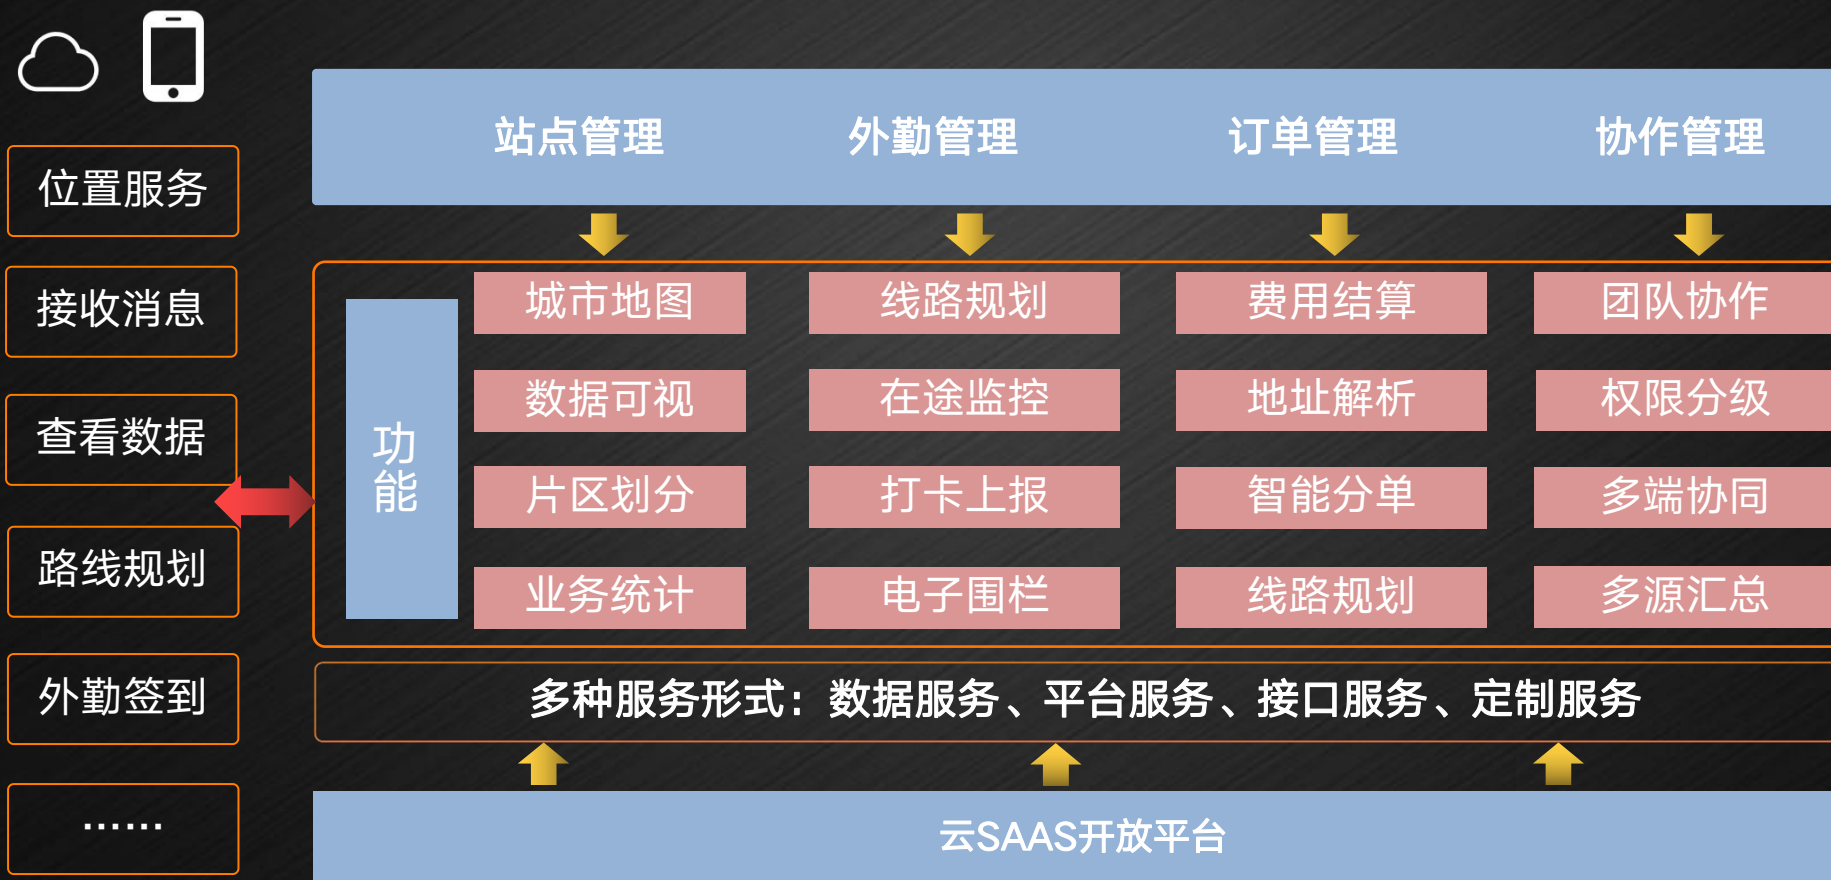 位置服务
接收消息
查看数据
路线规划
外勤签到
......
站点管理
外勤管理
订单管理
协作管理
功能
城市地图
线路规划
费用结算
团队协作
数据可视
在途监控
地址解析
权限分级
片区划分
打卡上报
智能分单
多端协同
业务统计
电子围栏
线路规划
多源汇总
多种服务形式：数据服务、平台服务、接口服务、定制服务
云SAAS开放平台